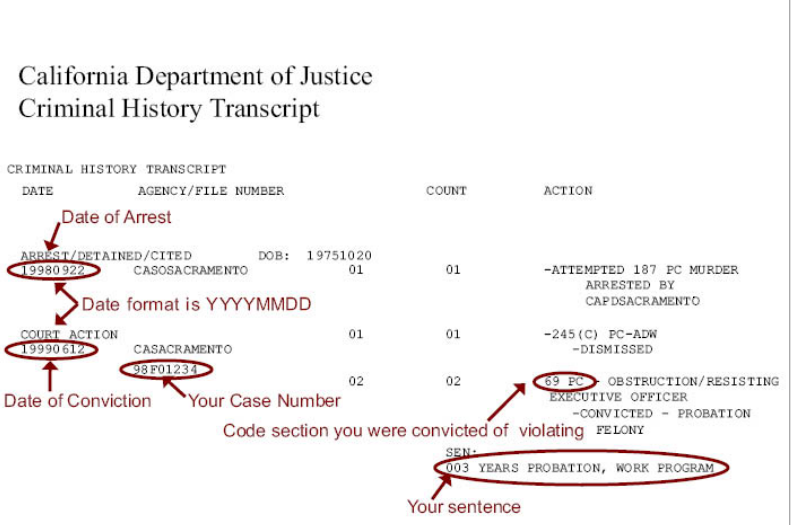 California Department of Justice
Criminal History Transcript
CRIMINAL HISTORY TRANSCRIPT
DATE AGENCY/FILE NUMBER COUNT ACTION
Date of Arrest
ARREST/DETAINED/CITED DOB: 19751020
19980922 CASOSACRAMENTO 01 01 -ATTEMPTED 187 PC MURDER
ARRESTED BY
Date format is YYYYMMDD CAPDSACRAMENTO
COURT ACTION 01 01 -245(C) PC-ADW
19990612 CASACRAMENTO -DISMISSED
98F01234
02 02 69 PC - OBSTRUCTION/RESISTING
Date of Conviction Your Case Number EXECUTIVE OFFICER
-CONVICTED - PROBATION
Code section you were convicted of violating FELONY
SEN:
003 YEARS PROBATION, WORK PROGRAM
Your sentence